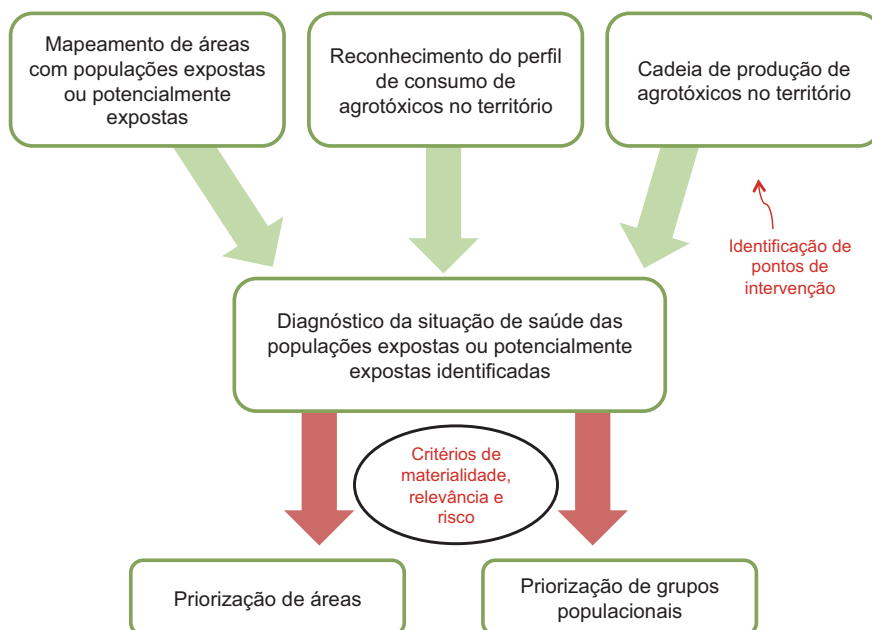 Mapeamento de áreas
com populações expostas
ou potencialmente
expostas
Reconhecimento do perfil
de consumo de
agrotóxicos no território
Cadeia de produção de
agrotóxicos no território
Identificação de
pontos de
intervenção
Diagnóstico da situação de saúde das
populações expostas ou potencialmente
expostas identificadas
Critérios de
materialidade,
relevância e
risco
Priorização de áreas
Priorização de grupos
populacionais